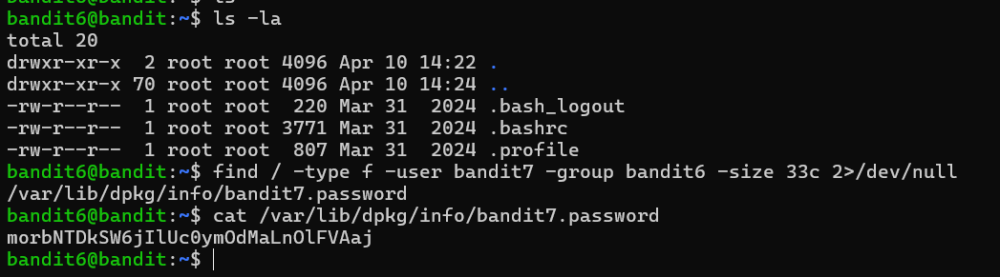 bandit6@bandit:~$ ls -la
total 20
drwxr-xr-x  2 root root 4096 Apr 10 14:22 .
drwxr-xr-x 70 root root 4096 Apr 10 14:24 ..
-rw-r--r--  1 root root  220 Mar 31  2024 .bash_logout
-rw-r--r--  1 root root 3771 Mar 31  2024 .bashrc
-rw-r--r--  1 root root  807 Mar 31  2024 .profile
bandit6@bandit:~$ find / -type f -user bandit7 -group bandit6 -size 33c 2>/dev/null
/var/lib/dpkg/info/bandit7.password
bandit6@bandit:~$ cat /var/lib/dpkg/info/bandit7.password
morbNTDkSW6jIlUc0ymOdMaLnOlFVAaj
bandit6@bandit:~$